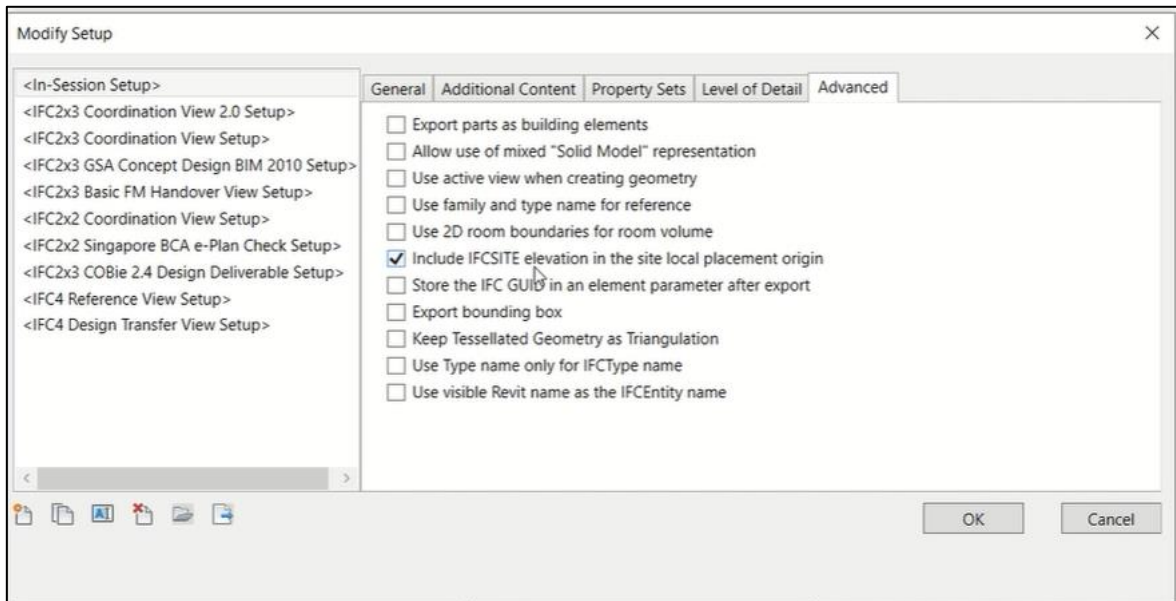 Modify Setup
<In-Session Setup>
<IFC2x3 Coordination View 2.0 Setup>
<IFC2x3 Coordination View Setup>
<IFC2x3 GSA Concept Design BIM 2010 Setup>
<IFC2x3 Basic FM Handover View Setup>
<IFC2x2 Coordination View Setup>
<IFC2x2 Singapore BCA e-Plan Check Setup>
<IFC2x3 COBie 2.4 Design Deliverable Setup>
<IFC4 Reference View Setup>
<IFC4 Design Transfer View Setup>
General Additional Content Property Sets Level of Detail Advanced
Export parts as building elements
Allow use of mixed "Solid Model" representation
Use active view when creating geometry
Use family and type name for reference
Use 2D room boundaries for room volume
Include IFCSITE elevation in the site local placement origin
Store the IFC GUID in an element parameter after export
Export bounding box
Keep Tessellated Geometry as Triangulation
Use Type name only for IFCType name
Use visible Revit name as the IFCEntity name
OK Cancel